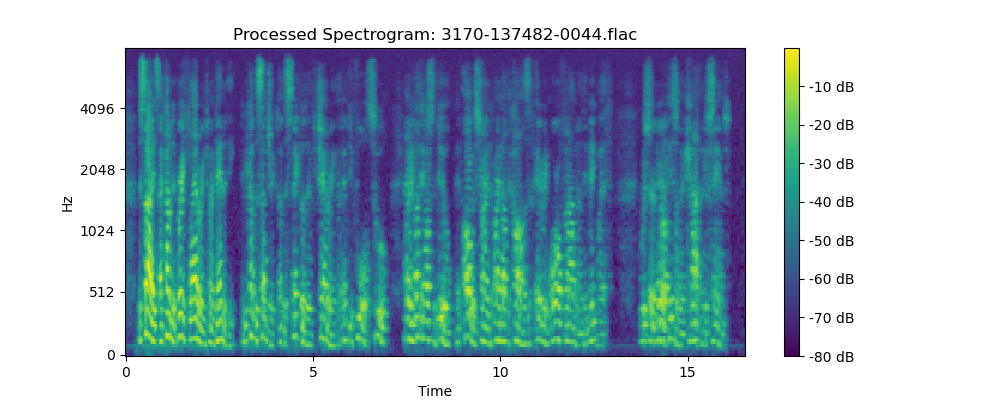 Processed Spectrogram: 3170-137482-0044.flac
Hz
4096
2048
1024
512
0
0 5 10 15
Time
-10 dB
-20 dB
-30 dB
-40 dB
-50 dB
-60 dB
-70 dB
-80 dB